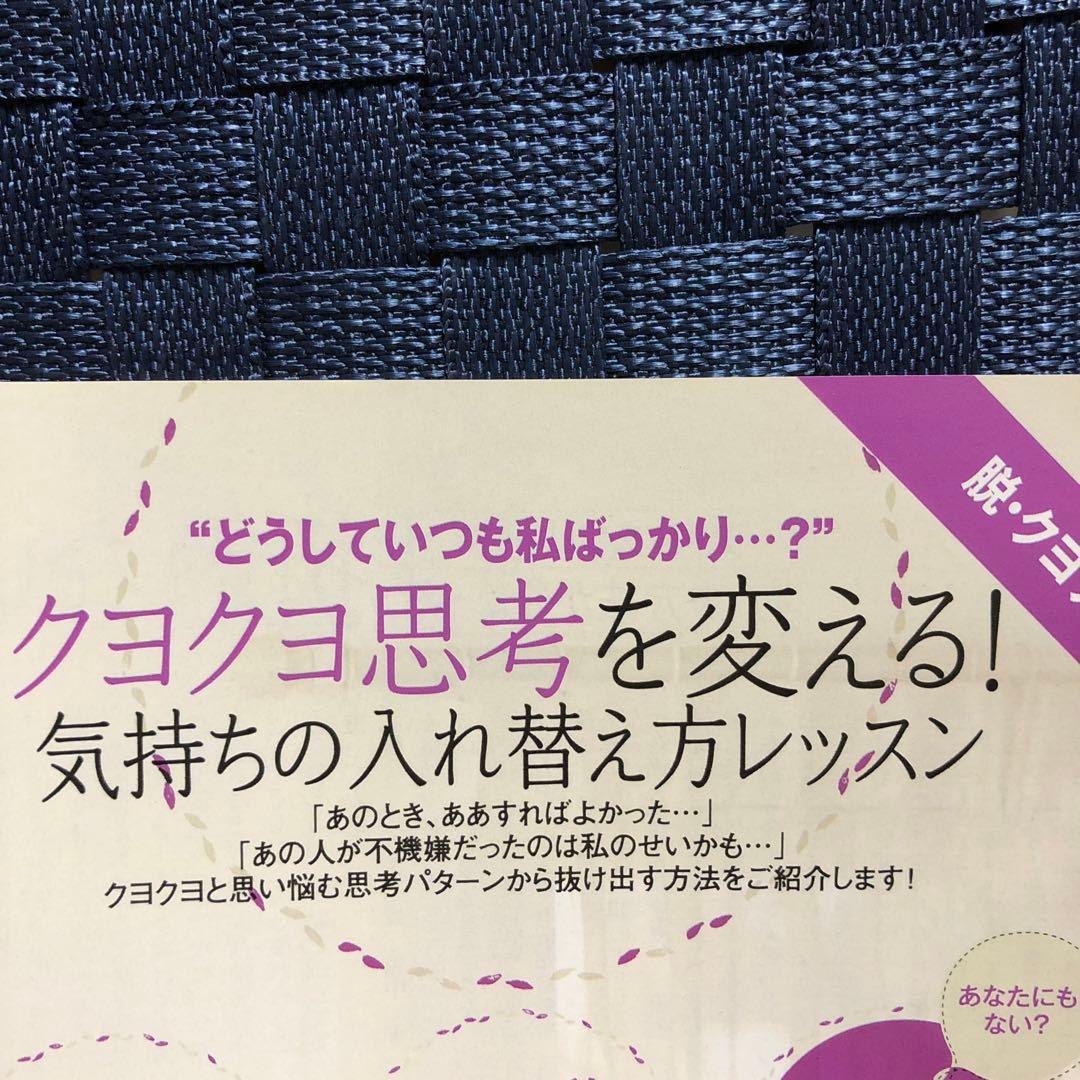 脱・クヨ
“どうしていつも私ばっかり…？”
クヨクヨ思考を変える！
気持ちの入れ替え方レッスン
「あのとき、ああすればよかった…」
「あの人が不機嫌だったのは私のせいかも…」
クヨクヨと思い悩む思考パターンから抜け出す方法をご紹介します！
あなたにも
ない？